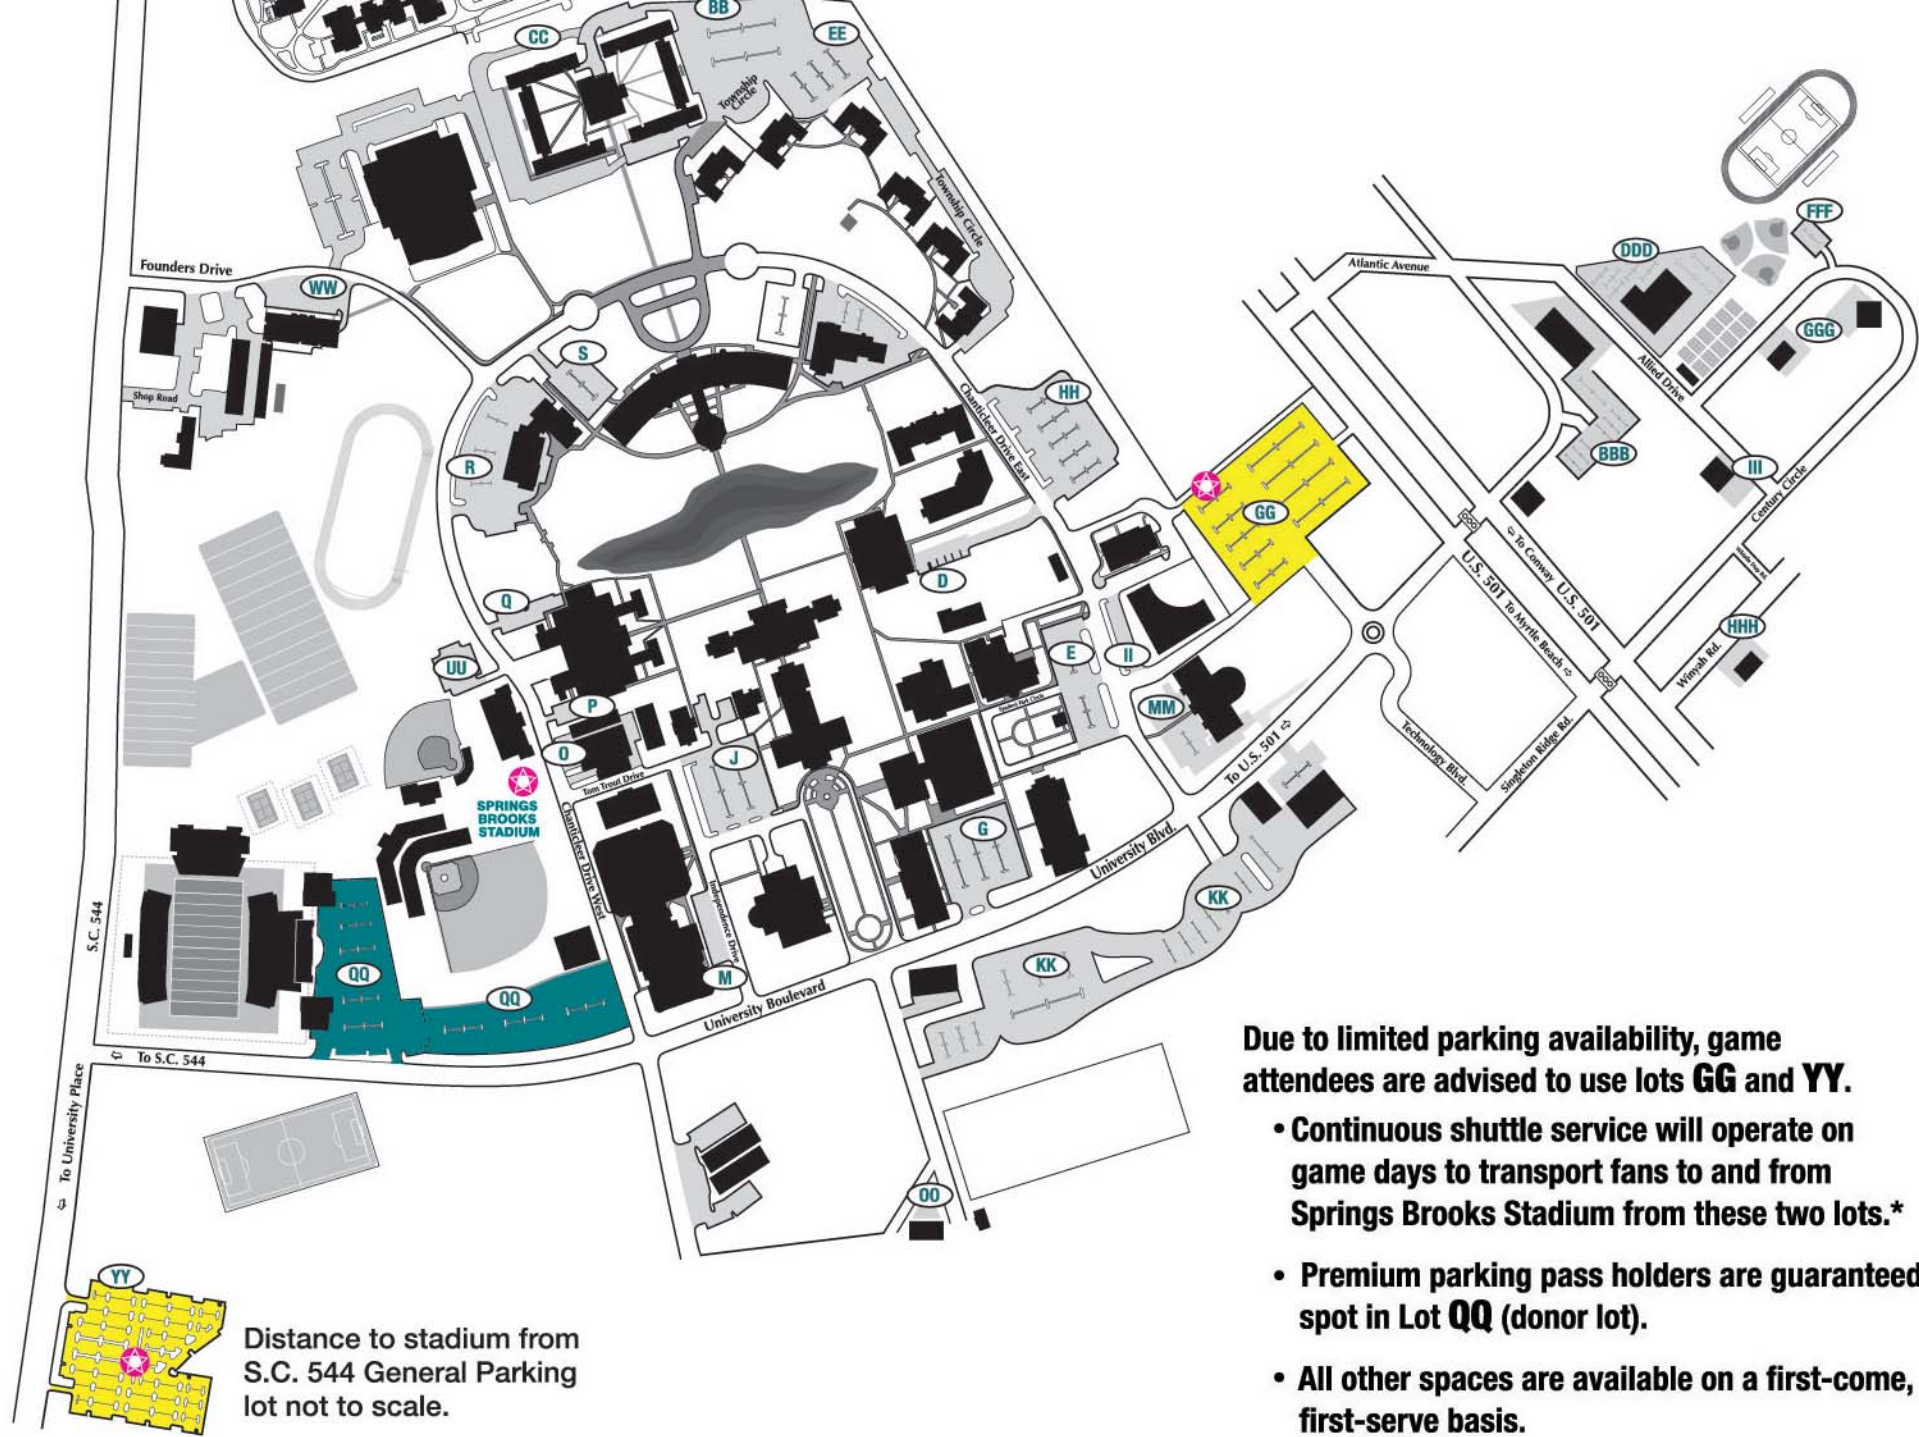 BB
CC
EE
Township
Circle
Township Circle
FFF
DDD
Founders Drive
Atlantic Avenue
WW
GGG
S
Shop Road
Allied Drive
HH
Chanticleer Drive East
R
BBB
III
Century Circle
GG
To Conway
U.S. 501
U.S. 501
To Myrtle Beach
D
Q
HHH
Winyah Rd.
UU
E
II
P
MM
O
J
To U.S. 501
Technology Blvd.
Singleton Ridge Rd.
Tom Trout Drive
SPRINGS
BROOKS
STADIUM
Chanticleer Drive West
G
University Blvd.
KK
Independence Drive
S.C. 544
QQ
QQ
M
KK
University Boulevard
To S.C. 544
To University Place
OO
YY
Distance to stadium from
S.C. 544 General Parking
lot not to scale.
Due to limited parking availability, game
attendees are advised to use lots GG and YY.
• Continuous shuttle service will operate on
game days to transport fans to and from
Springs Brooks Stadium from these two lots.*
• Premium parking pass holders are guaranteed
spot in Lot QQ (donor lot).
• All other spaces are available on a first-come,
first-serve basis.